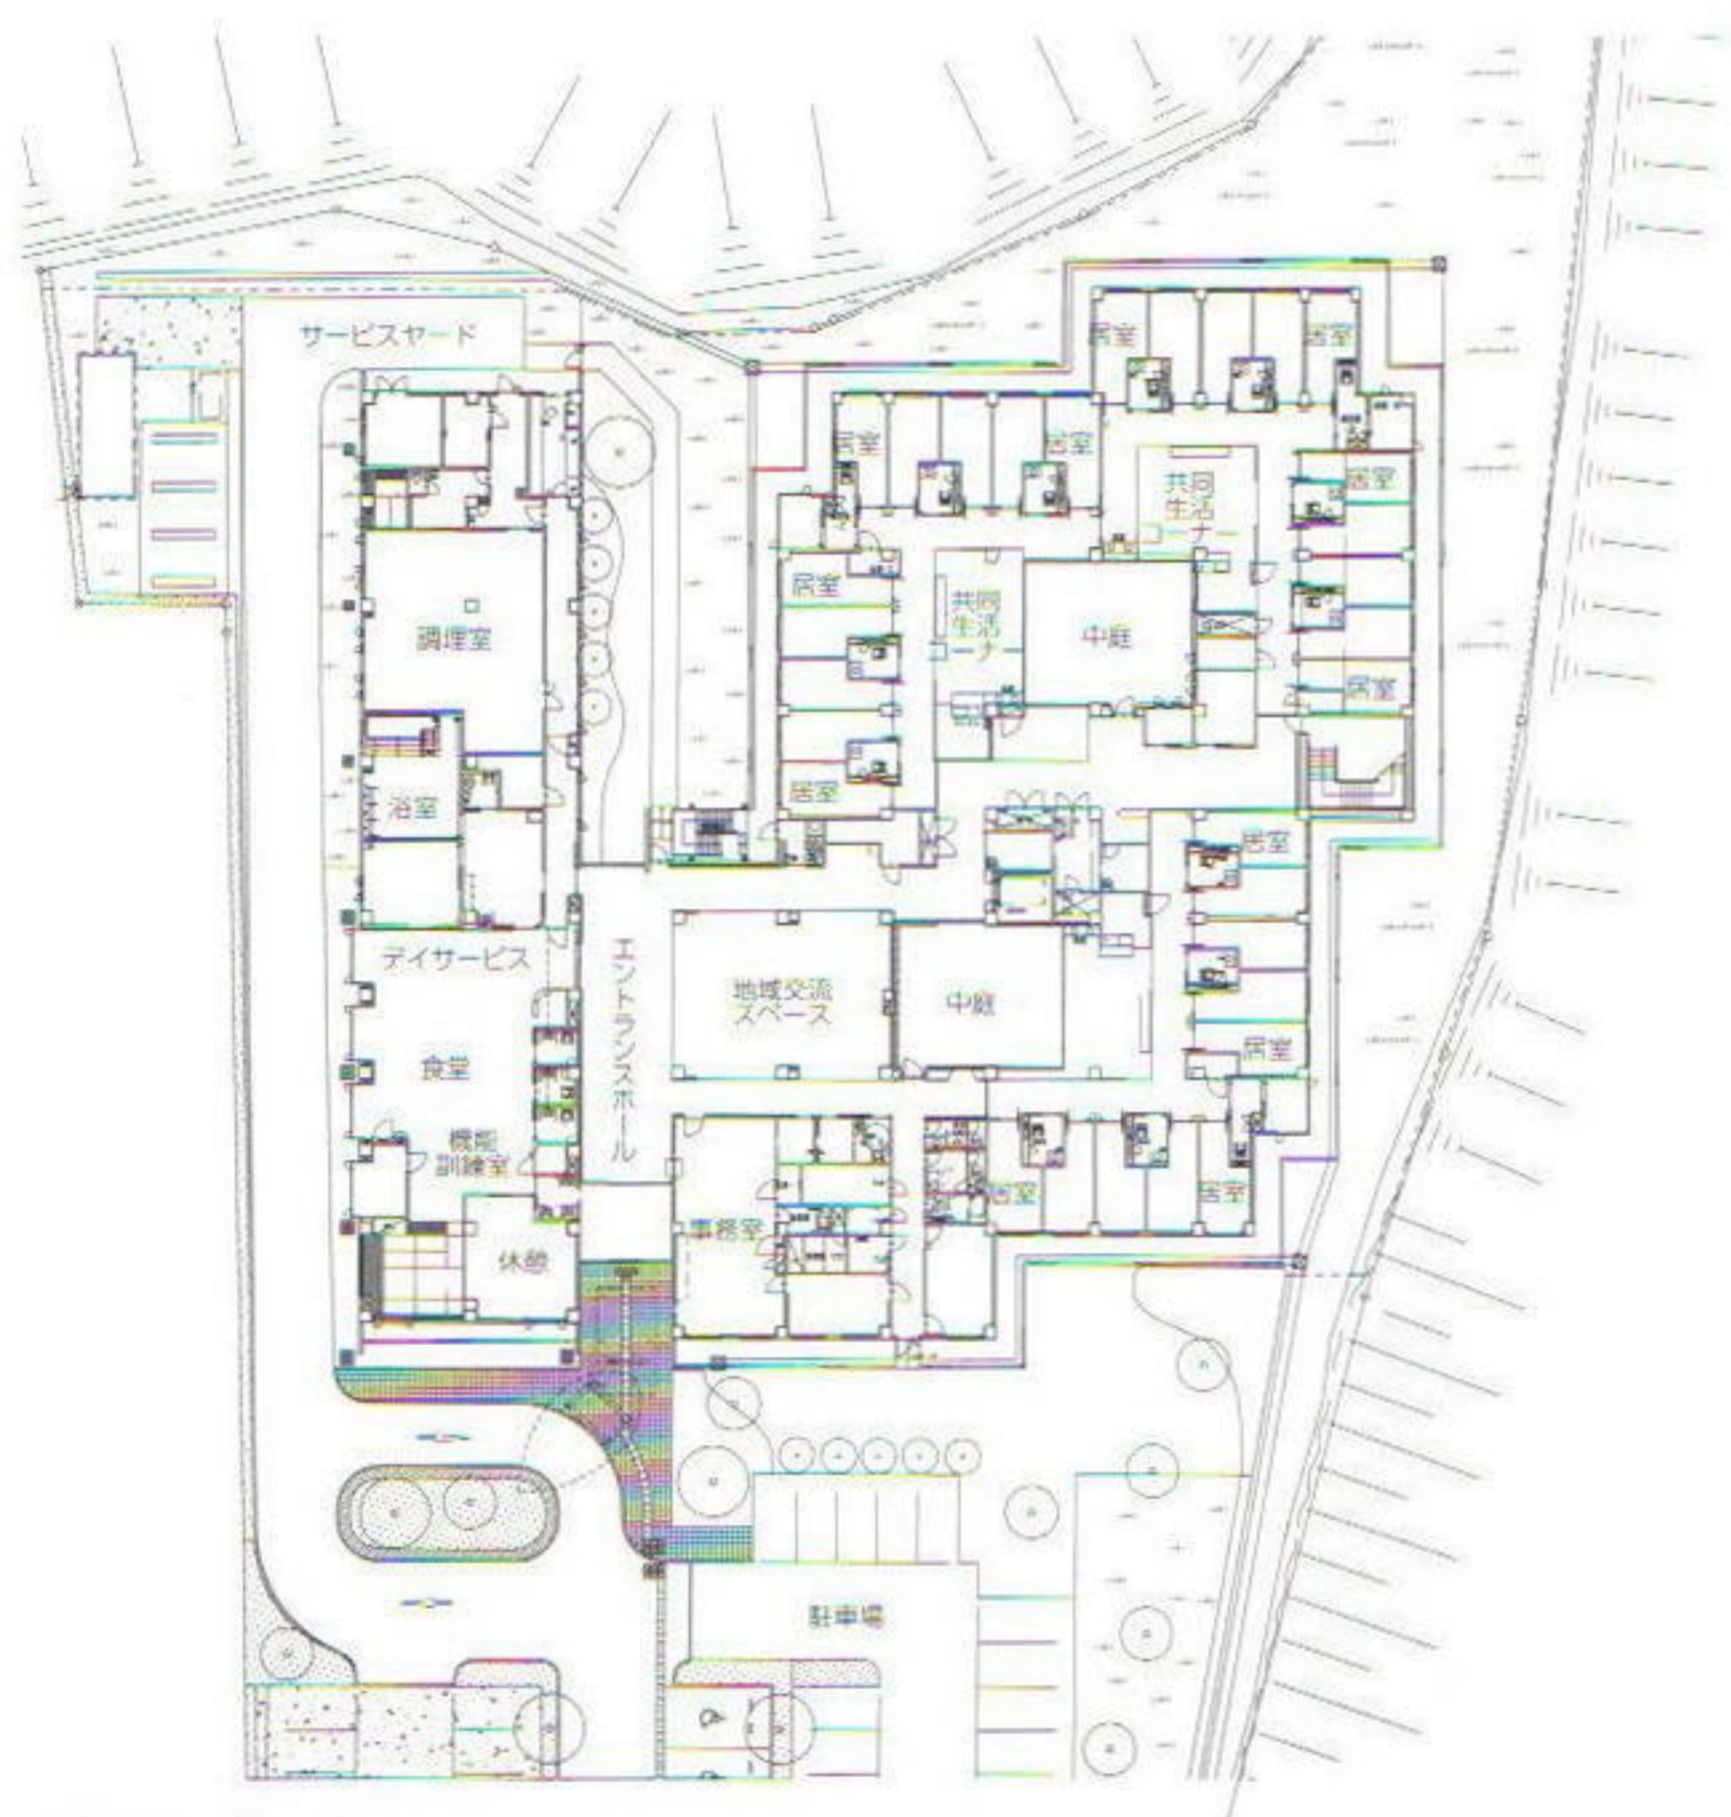 サービスヤード
居室
居室
居室
居室
共同
生活
ーナー
居室
居室
共同
生活
ーナー
中庭
調理室
居室
居室
浴室
居室
デイサービス
エントランスホール
地域交流
スペース
中庭
食堂
居室
機能
訓練室
居室
居室
事務室
休憩
駐車場